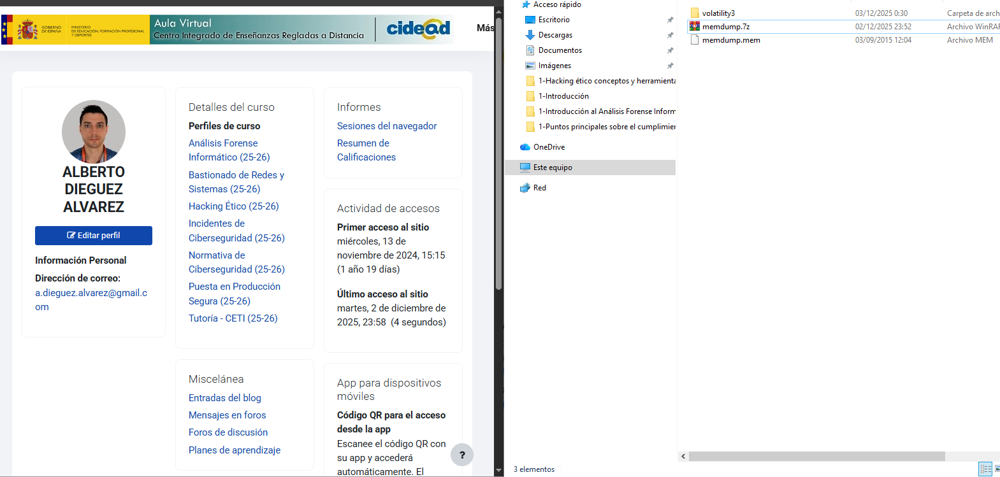 GOBIERNO
DE ESPAÑA
MINISTERIO
DE EDUCACIÓN, FORMACIÓN PROFESIONAL
Y DEPORTES
Aula Virtual
Centro Integrado de Enseñanzas Regladas a Distancia
cidead
Más
ALBERTO
DIEGUEZ
ALVAREZ
Editar perfil
Información Personal
Dirección de correo:
a.dieguez.alvarez@gmail.c
om
Detalles del curso
Perfiles de curso
Análisis Forense
Informático (25-26)
Bastionado de Redes y
Sistemas (25-26)
Hacking Ético (25-26)
Incidentes de
Ciberseguridad (25-26)
Normativa de
Ciberseguridad (25-26)
Puesta en Producción
Segura (25-26)
Tutoría - CETI (25-26)
Miscelánea
Entradas del blog
Mensajes en foros
Foros de discusión
Planes de aprendizaje
Informes
Sesiones del navegador
Resumen de
Calificaciones
Actividad de accesos
Primer acceso al sitio
miércoles, 13 de
noviembre de 2024, 15:15
(1 año 19 días)
Último acceso al sitio
martes, 2 de diciembre de
2025, 23:58 (4 segundos)
App para dispositivos
móviles
Código QR para el acceso
desde la app
Escanee el código QR con
su app y accederá
automáticamente. El
?
Acceso rápido
Escritorio
Descargas
Documentos
Imágenes
1-Hacking ético conceptos y herramienta
1-Introducción
1-Introducción al Análisis Forense Inform
1-Puntos principales sobre el cumplimier
OneDrive
Este equipo
Red
volatility3 03/12/2025 0:30 Carpeta de arch
memdump.7z 02/12/2025 23:52 Archivo WinRAR
memdump.mem 03/09/2015 12:04 Archivo MEM
3 elementos